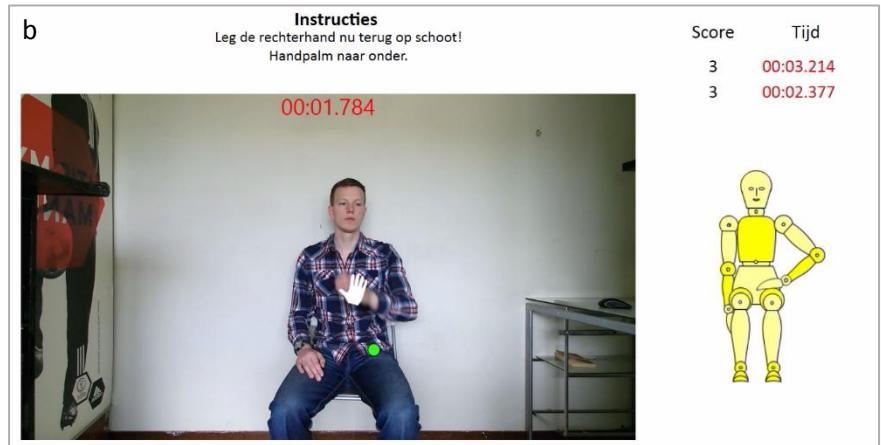 b
Instructies
Leg de rechterhand nu terug op schoot!
Handpalm naar onder.
Score Tijd
3 00:03.214
3 00:02.377
00:01.784